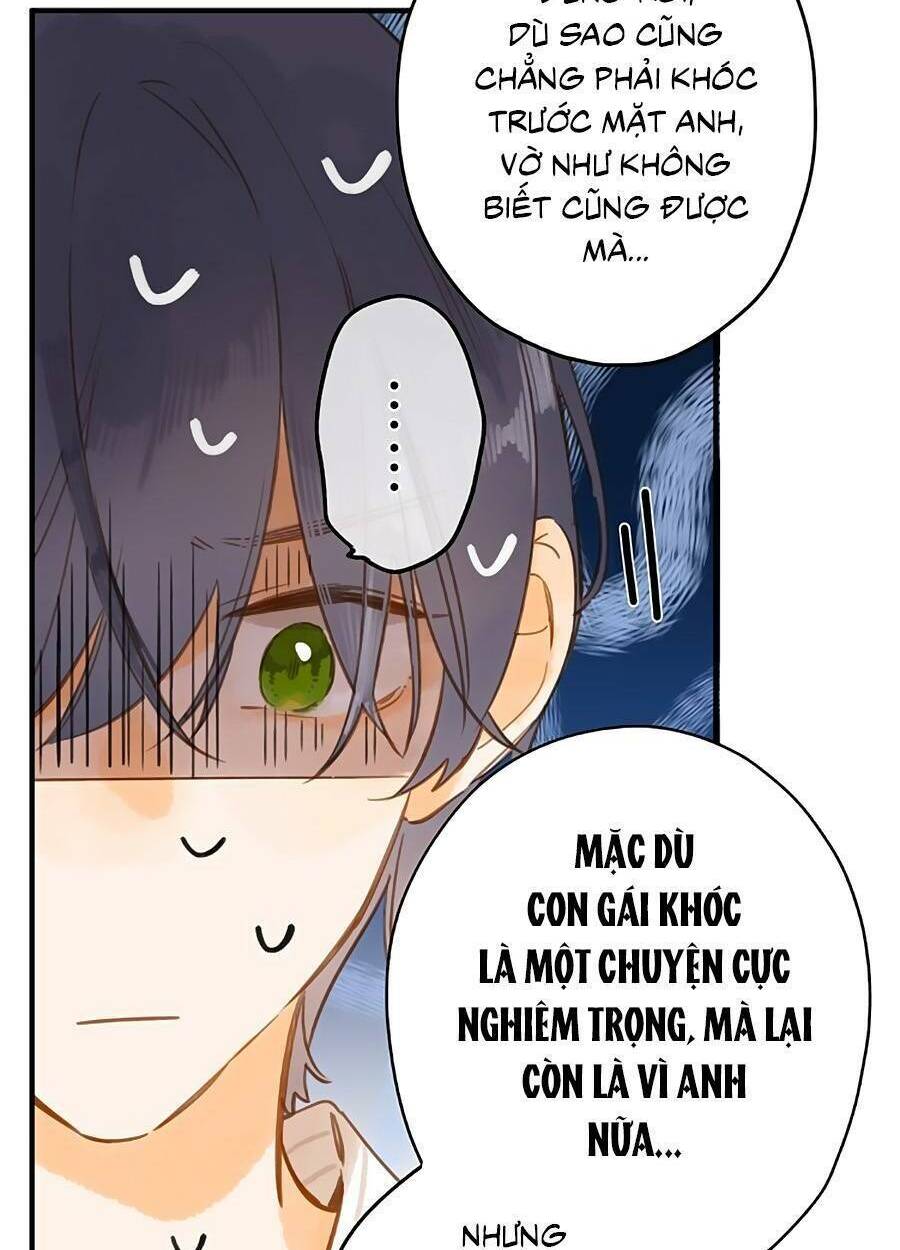 DÙ SAO CŨNG
CHẲNG PHẢI KHÓC
TRƯỚC MẶT ANH,
VỜ NHƯ KHÔNG
BIẾT CŨNG ĐƯỢC
MÀ...
......
MẶC DÙ
CON GÁI KHÓC
LÀ MỘT CHUYỆN CỰC
NGHIÊM TRỌNG, MÀ LẠI
CÒN LÀ VÌ ANH
NỮA...
NHƯNG